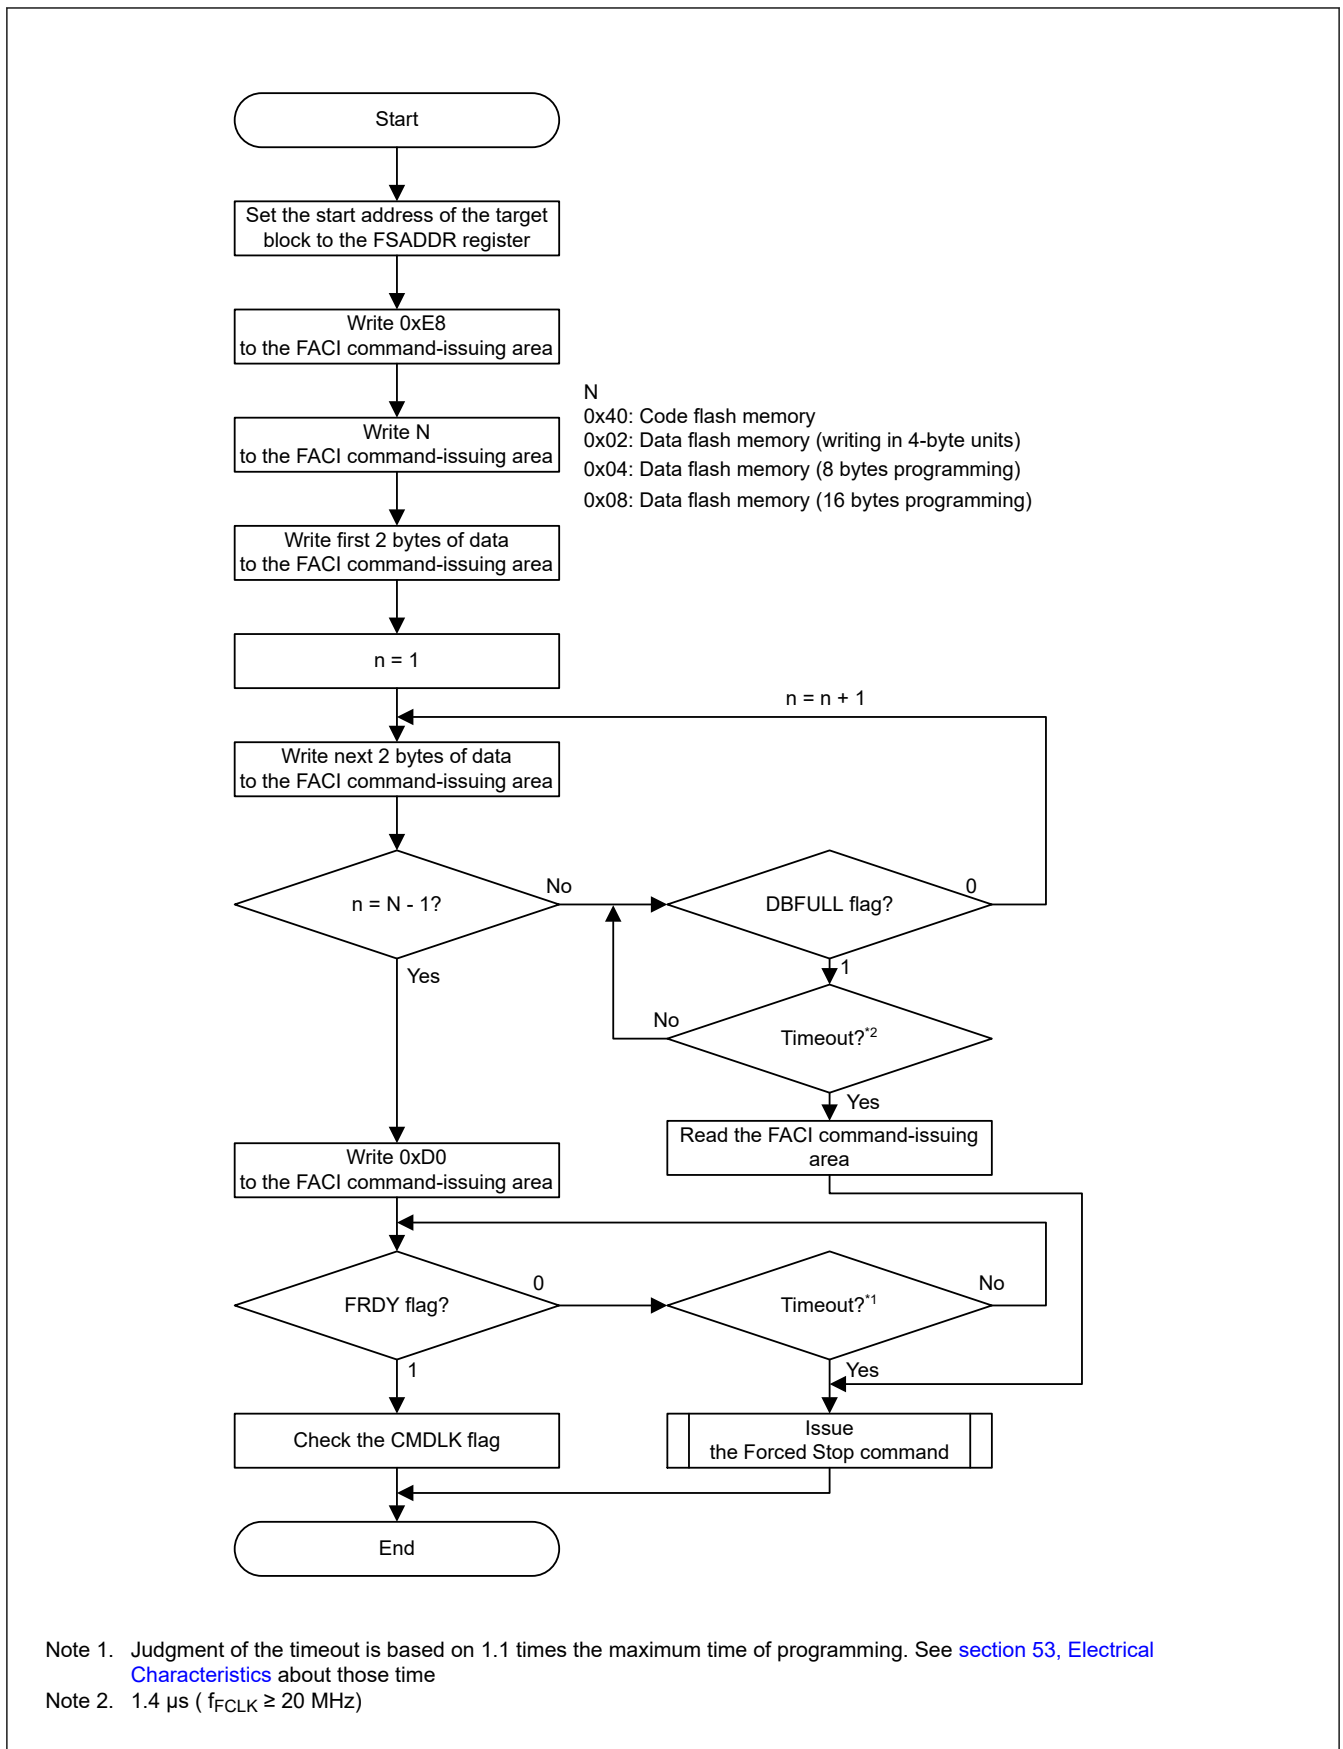 Start
Set the start address of the target
block to the FSADDR register
Write 0xE8
to the FACI command-issuing area
N
0x40: Code flash memory
0x02: Data flash memory (writing in 4-byte units)
0x04: Data flash memory (8 bytes programming)
0x08: Data flash memory (16 bytes programming)
Write N
to the FACI command-issuing area
Write first 2 bytes of data
to the FACI command-issuing area
n = 1
n = n + 1
Write next 2 bytes of data
to the FACI command-issuing area
n = N - 1?
No
DBFULL flag?
0
Yes
1
No
Timeout?*2
Yes
Read the FACI command-issuing
area
Write 0xD0
to the FACI command-issuing area
FRDY flag?
0
Timeout?*1
No
1
Yes
Check the CMDLK flag
Issue
the Forced Stop command
End
Note 1. Judgment of the timeout is based on 1.1 times the maximum time of programming. See section 53, Electrical
Characteristics about those time
Note 2. 1.4 μs ( fFCLK ≥ 20 MHz)